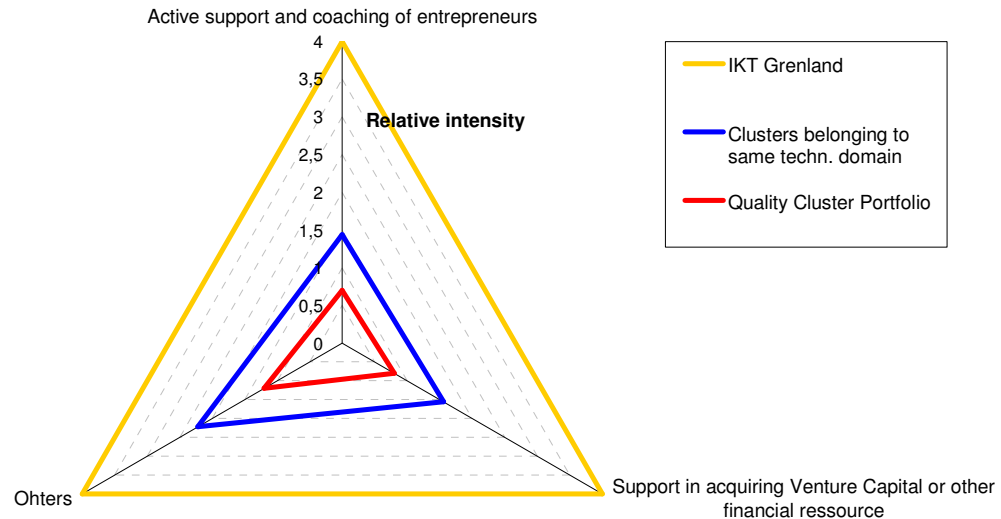 Active support and coaching of entrepreneurs
4
3,5
3
Relative intensity
2,5
2
1,5
1
0,5
0
IKT Grenland
Clusters belonging to
same techn. domain
Quality Cluster Portfolio
Ohters
Support in acquiring Venture Capital or other
financial ressource